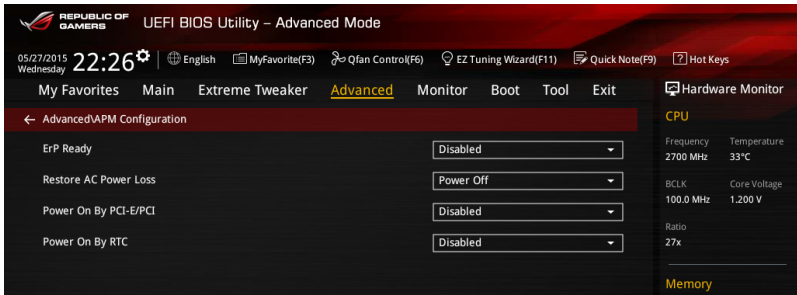 REPUBLIC OF
GAMERS
UEFI BIOS Utility – Advanced Mode
05/27/2015
Wednesday
22:26
English
MyFavorite(F3)
Qfan Control(F6)
EZ Tuning Wizard(F11)
Quick Note(F9)
? Hot Keys
My Favorites Main Extreme Tweaker Advanced Monitor Boot Tool Exit
Hardware Monitor
← Advanced\APM Configuration
ErP Ready Disabled
Restore AC Power Loss Power Off
Power On By PCI-E/PCI Disabled
Power On By RTC Disabled
CPU
Frequency Temperature
2700 MHz 33°C
BCLK Core Voltage
100.0 MHz 1.200 V
Ratio
27x
Memory